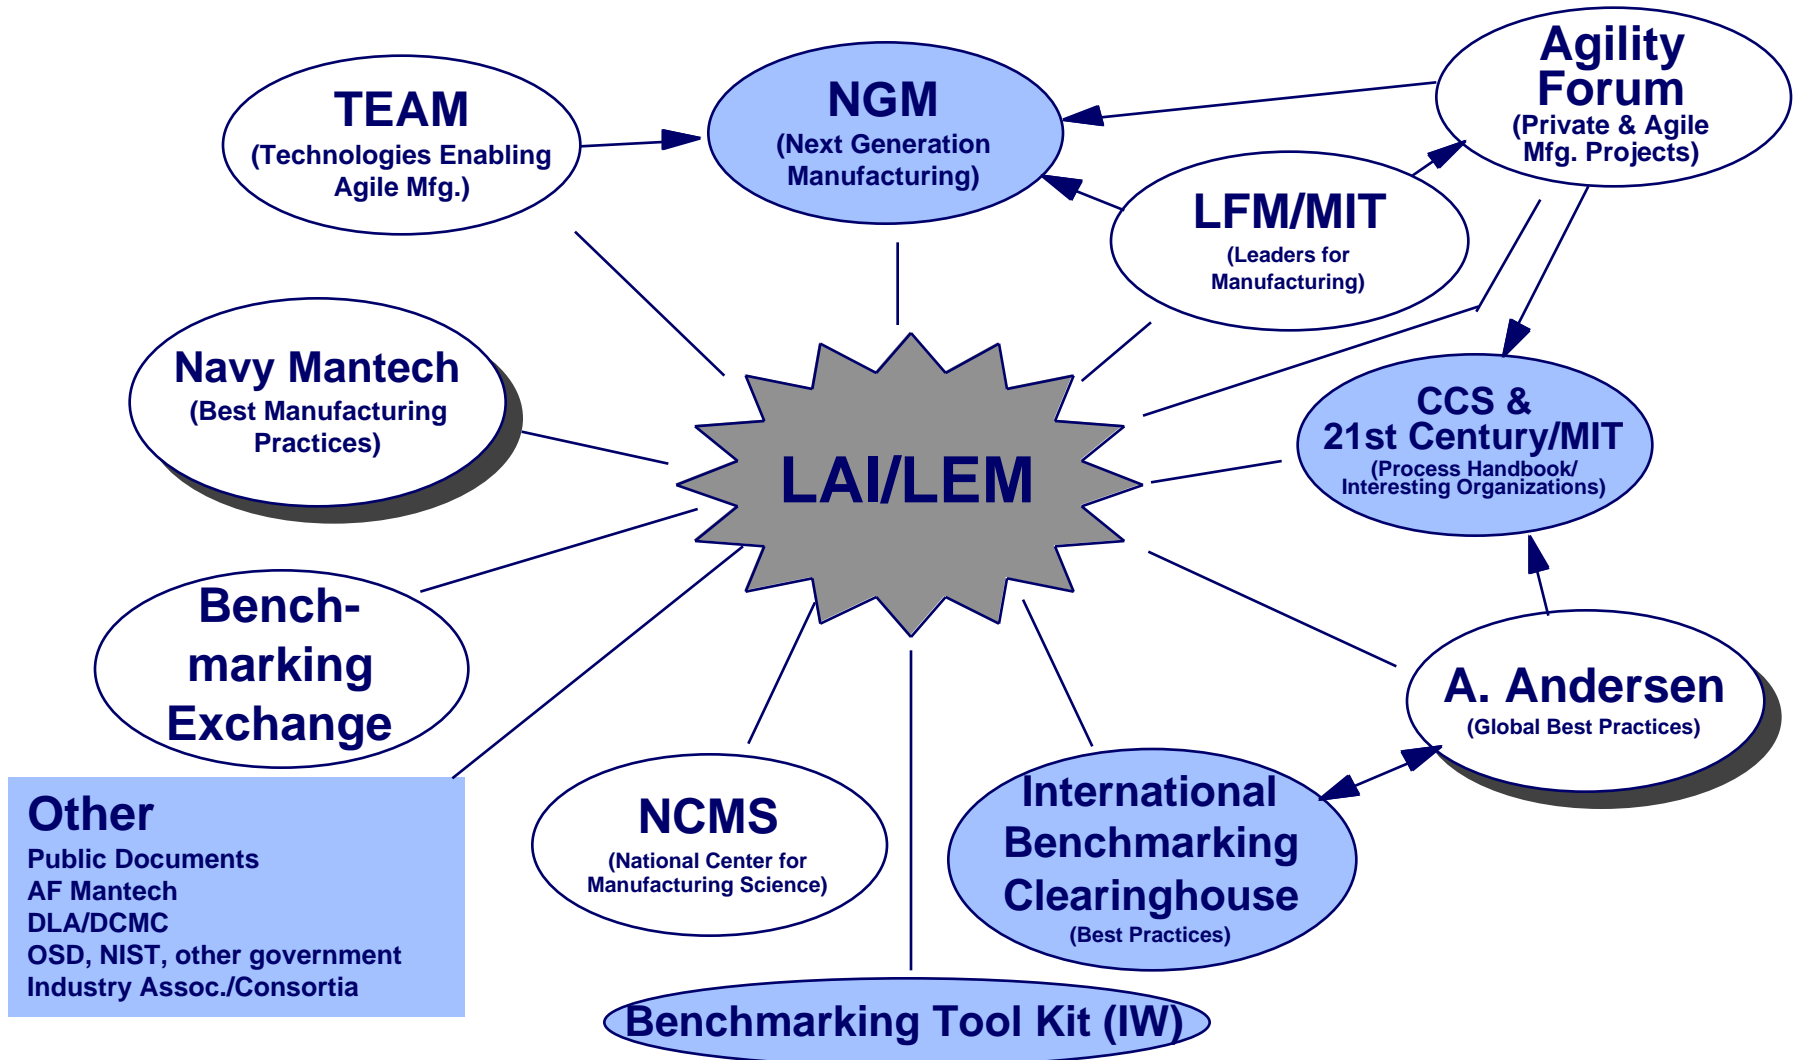 TEAM
(Technologies Enabling
Agile Mfg.)
NGM
(Next Generation
Manufacturing)
Agility
Forum
(Private & Agile
Mfg. Projects)
LFM/MIT
(Leaders for
Manufacturing)
Navy Mantech
(Best Manufacturing
Practices)
LAI/LEM
CCS &
21st Century/MIT
(Process Handbook/
Interesting Organizations)
Bench-
marking
Exchange
A. Andersen
(Global Best Practices)
Other
Public Documents
AF Mantech
DLA/DCMC
OSD, NIST, other government
Industry Assoc./Consortia
NCMS
(National Center for
Manufacturing Science)
International
Benchmarking
Clearinghouse
(Best Practices)
Benchmarking Tool Kit (IW)